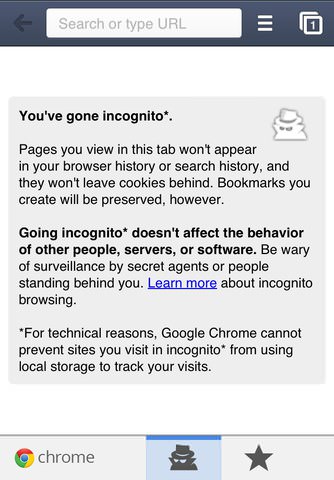 Search or type URL
1
You've gone incognito*.
Pages you view in this tab won't appear
in your browser history or search history, and
they won't leave cookies behind. Bookmarks you
create will be preserved, however.
Going incognito* doesn't affect the behavior
of other people, servers, or software. Be wary
of surveillance by secret agents or people
standing behind you. Learn more about incognito
browsing.
*For technical reasons, Google Chrome cannot
prevent sites you visit in incognito* from using
local storage to track your visits.
chrome